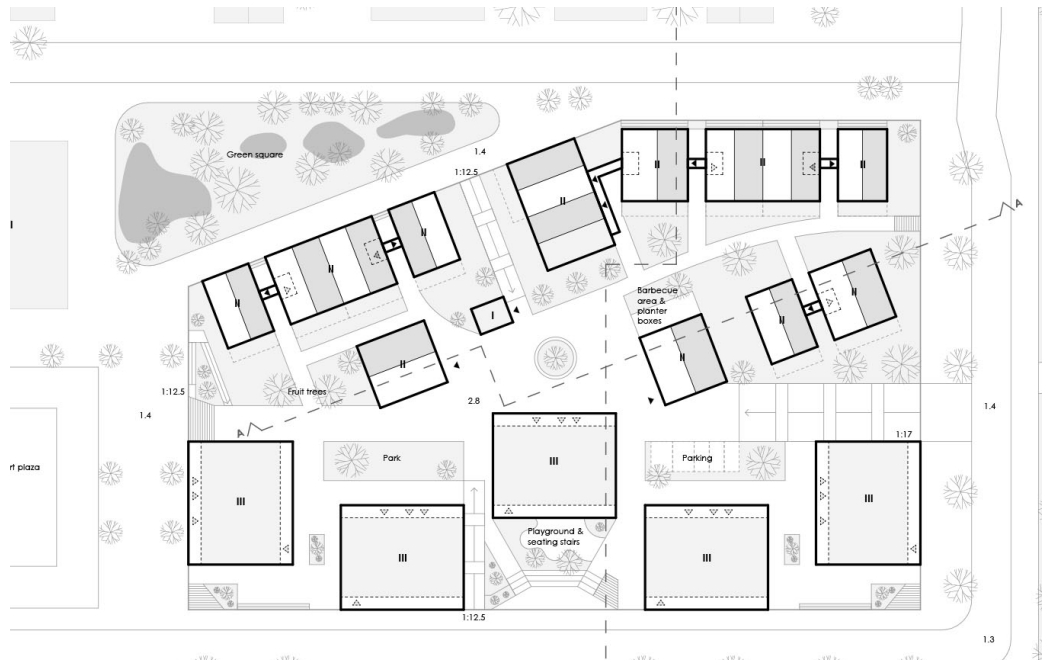 Green square
1.4
1:12.5
II
II
II
II
II
II
II
I
I
II
Barbecue
area &
planter
boxes
II
II
II
A
Fruit trees
1:12.5
1.4
2.8
A
1.4
1:17
rt plaza
Park
Parking
III
III
III
III
III
Playground &
seating stairs
1:12.5
1.3